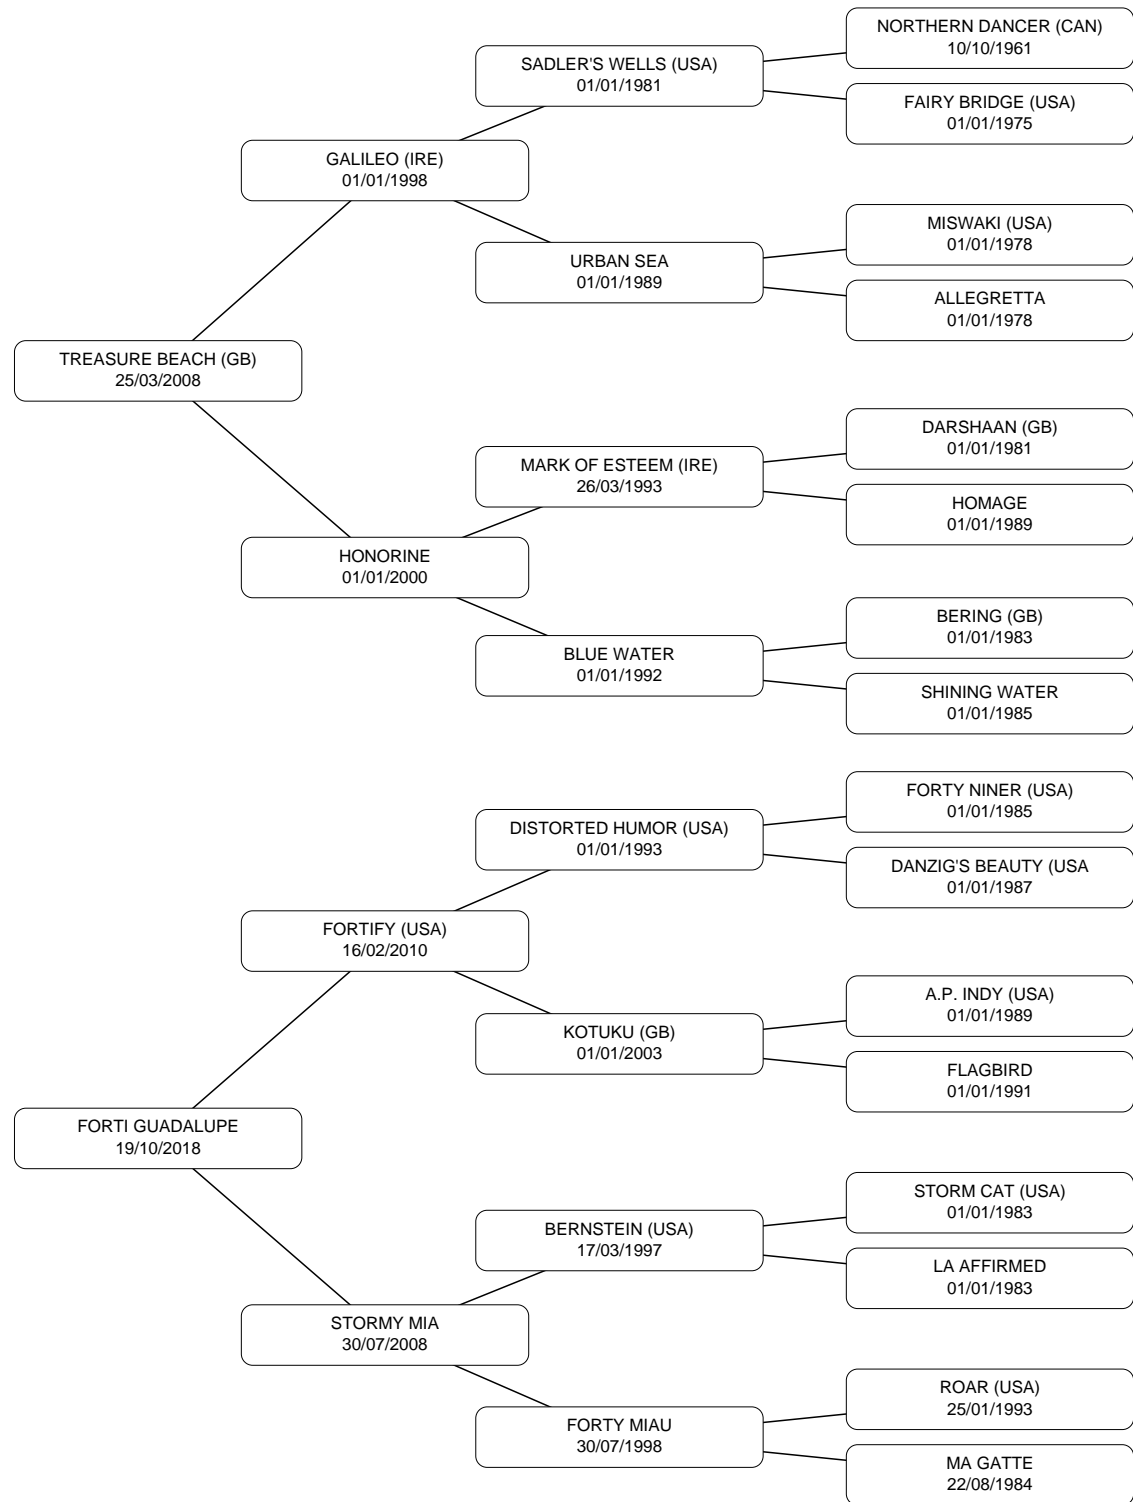 NORTHERN DANCER (CAN)
10/10/1961
SADLER'S WELLS (USA)
01/01/1981
FAIRY BRIDGE (USA)
01/01/1975
GALILEO (IRE)
01/01/1998
MISWAKI (USA)
01/01/1978
URBAN SEA
01/01/1989
ALLEGRETTA
01/01/1978
TREASURE BEACH (GB)
25/03/2008
DARSHAAN (GB)
01/01/1981
MARK OF ESTEEM (IRE)
26/03/1993
HOMAGE
01/01/1989
HONORINE
01/01/2000
BERING (GB)
01/01/1983
BLUE WATER
01/01/1992
SHINING WATER
01/01/1985
FORTY NINER (USA)
01/01/1985
DISTORTED HUMOR (USA)
01/01/1993
DANZIG'S BEAUTY (USA
01/01/1987
FORTIFY (USA)
16/02/2010
A.P. INDY (USA)
01/01/1989
KOTUKU (GB)
01/01/2003
FLAGBIRD
01/01/1991
FORTI GUADALUPE
19/10/2018
STORM CAT (USA)
01/01/1983
BERNSTEIN (USA)
17/03/1997
LA AFFIRMED
01/01/1983
STORMY MIA
30/07/2008
ROAR (USA)
25/01/1993
FORTY MIAU
30/07/1998
MA GATTE
22/08/1984